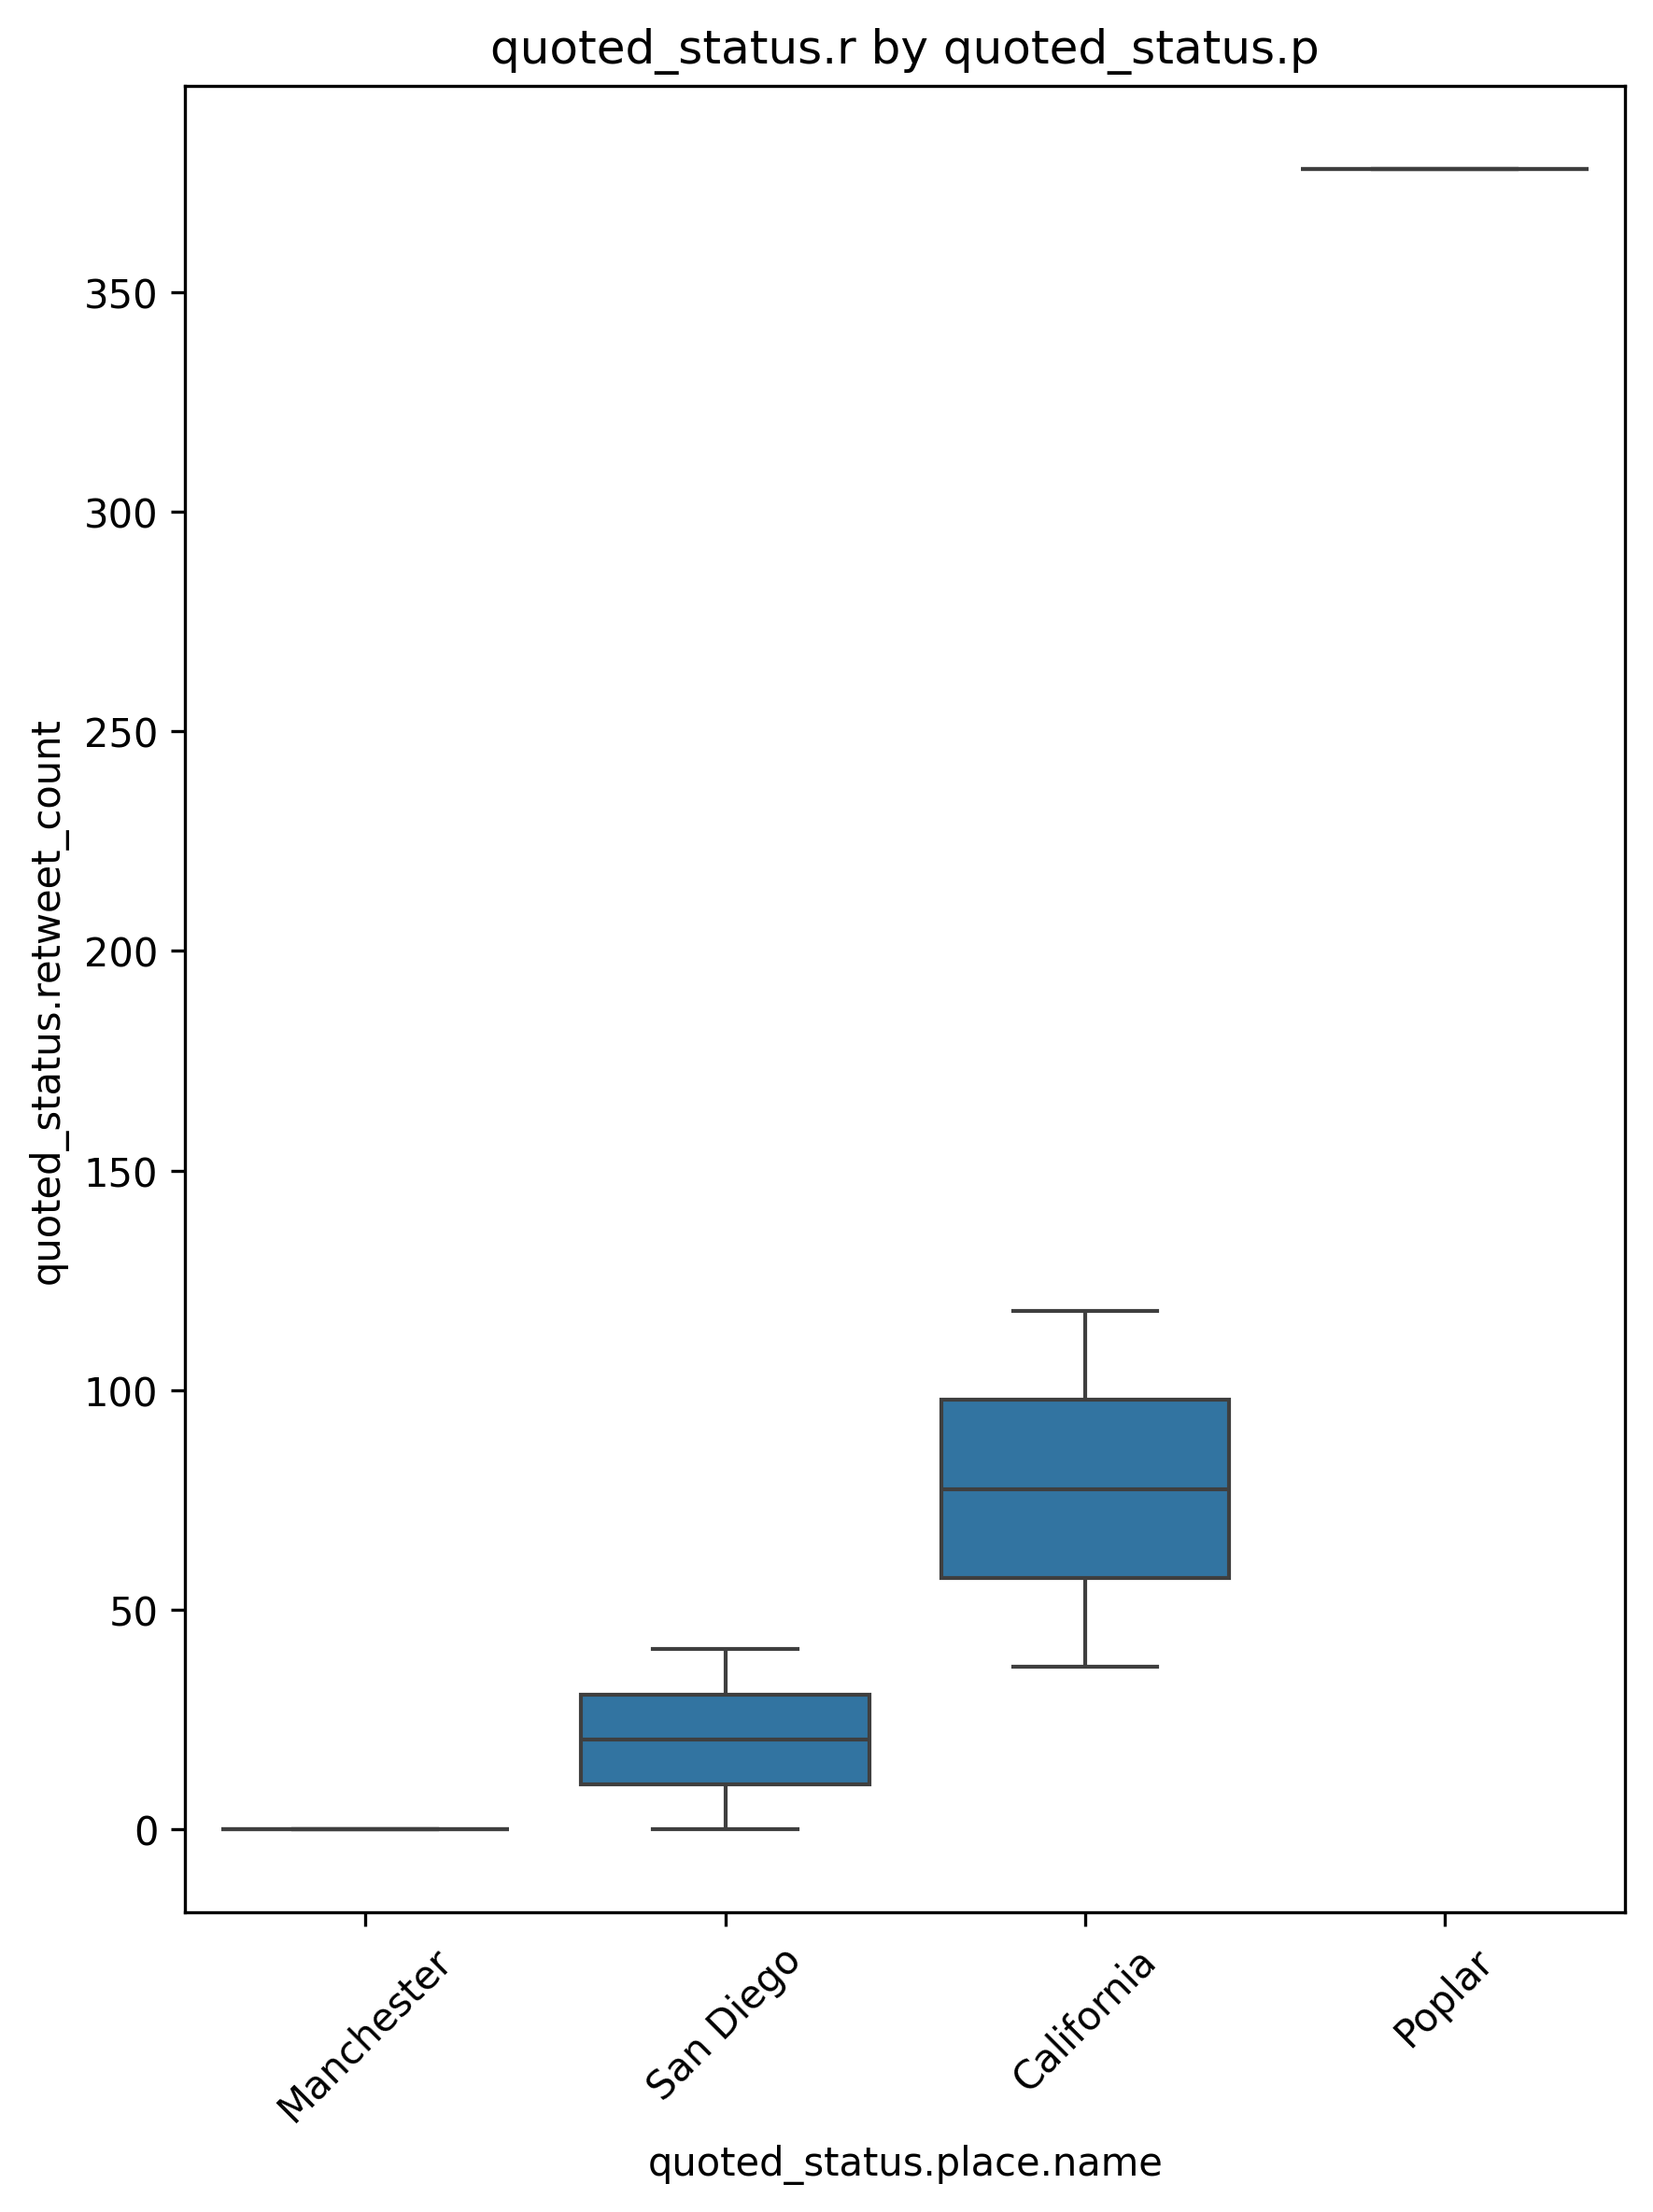 quoted_status.r by quoted_status.p
quoted_status.retweet_count
350
300
250
200
150
100
50
0
Manchester
San Diego
California
Poplar
quoted_status.place.name